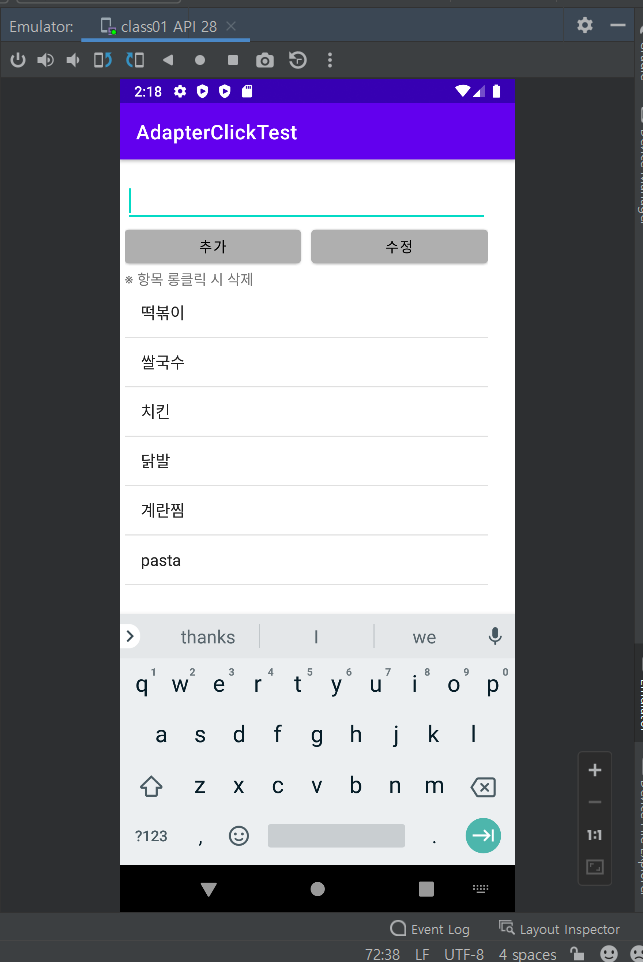 Emulator: class01 API 28
2:18
AdapterClickTest
추가 수정
※ 항목 롱클릭 시 삭제
떡볶이
쌀국수
치킨
닭발
계란찜
pasta
thanks I we
q1 w2 e3 r4 t5 y6 u7 i8 o9 p0
a s d f g h j k l
z x c v b n m
?123 , .
1:1
Event Log Layout Inspector
72:38 LF UTF-8 4 spaces